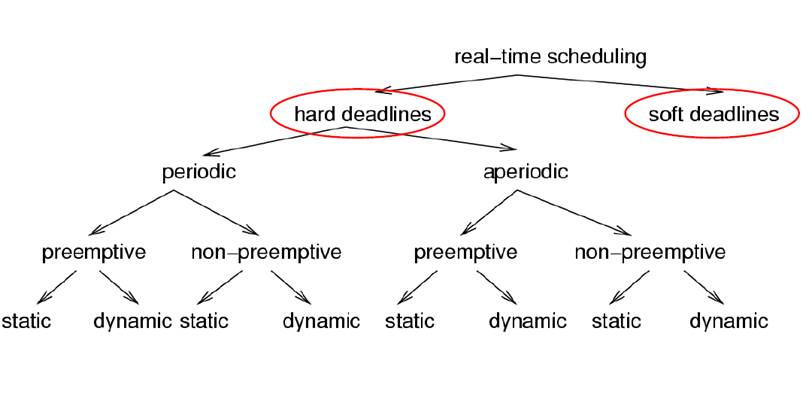 real−time scheduling
hard deadlines soft deadlines
periodic aperiodic
preemptive non−preemptive preemptive non−preemptive
static dynamic static dynamic static dynamic static dynamic